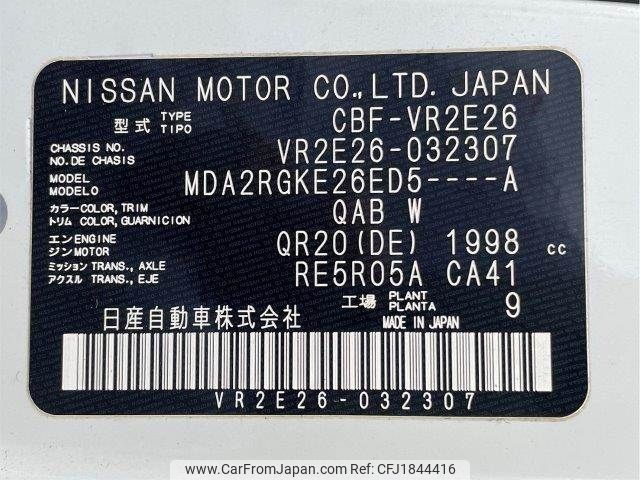 NISSAN MOTOR CO.,LTD. JAPAN
型式 TYPE TIPO CBF-VR2E26
CHASSIS NO. NO.DE CHASIS VR2E26-032307
MODEL MODELO MDA2RGKE26ED5----A
カラー COLOR, TRIM トリム COLOR, GUARNICION QAB W
エンジン ENGINE MOTOR QR20(DE) 1998 cc
ミッション TRANS., AXLE アクスル TRANS., EJE RE5R05A CA41
工場 PLANT PLANTA 9
日産自動車株式会社 MADE IN JAPAN
VR2E26-032307
www.CarFromJapan.com - CFJ1844416